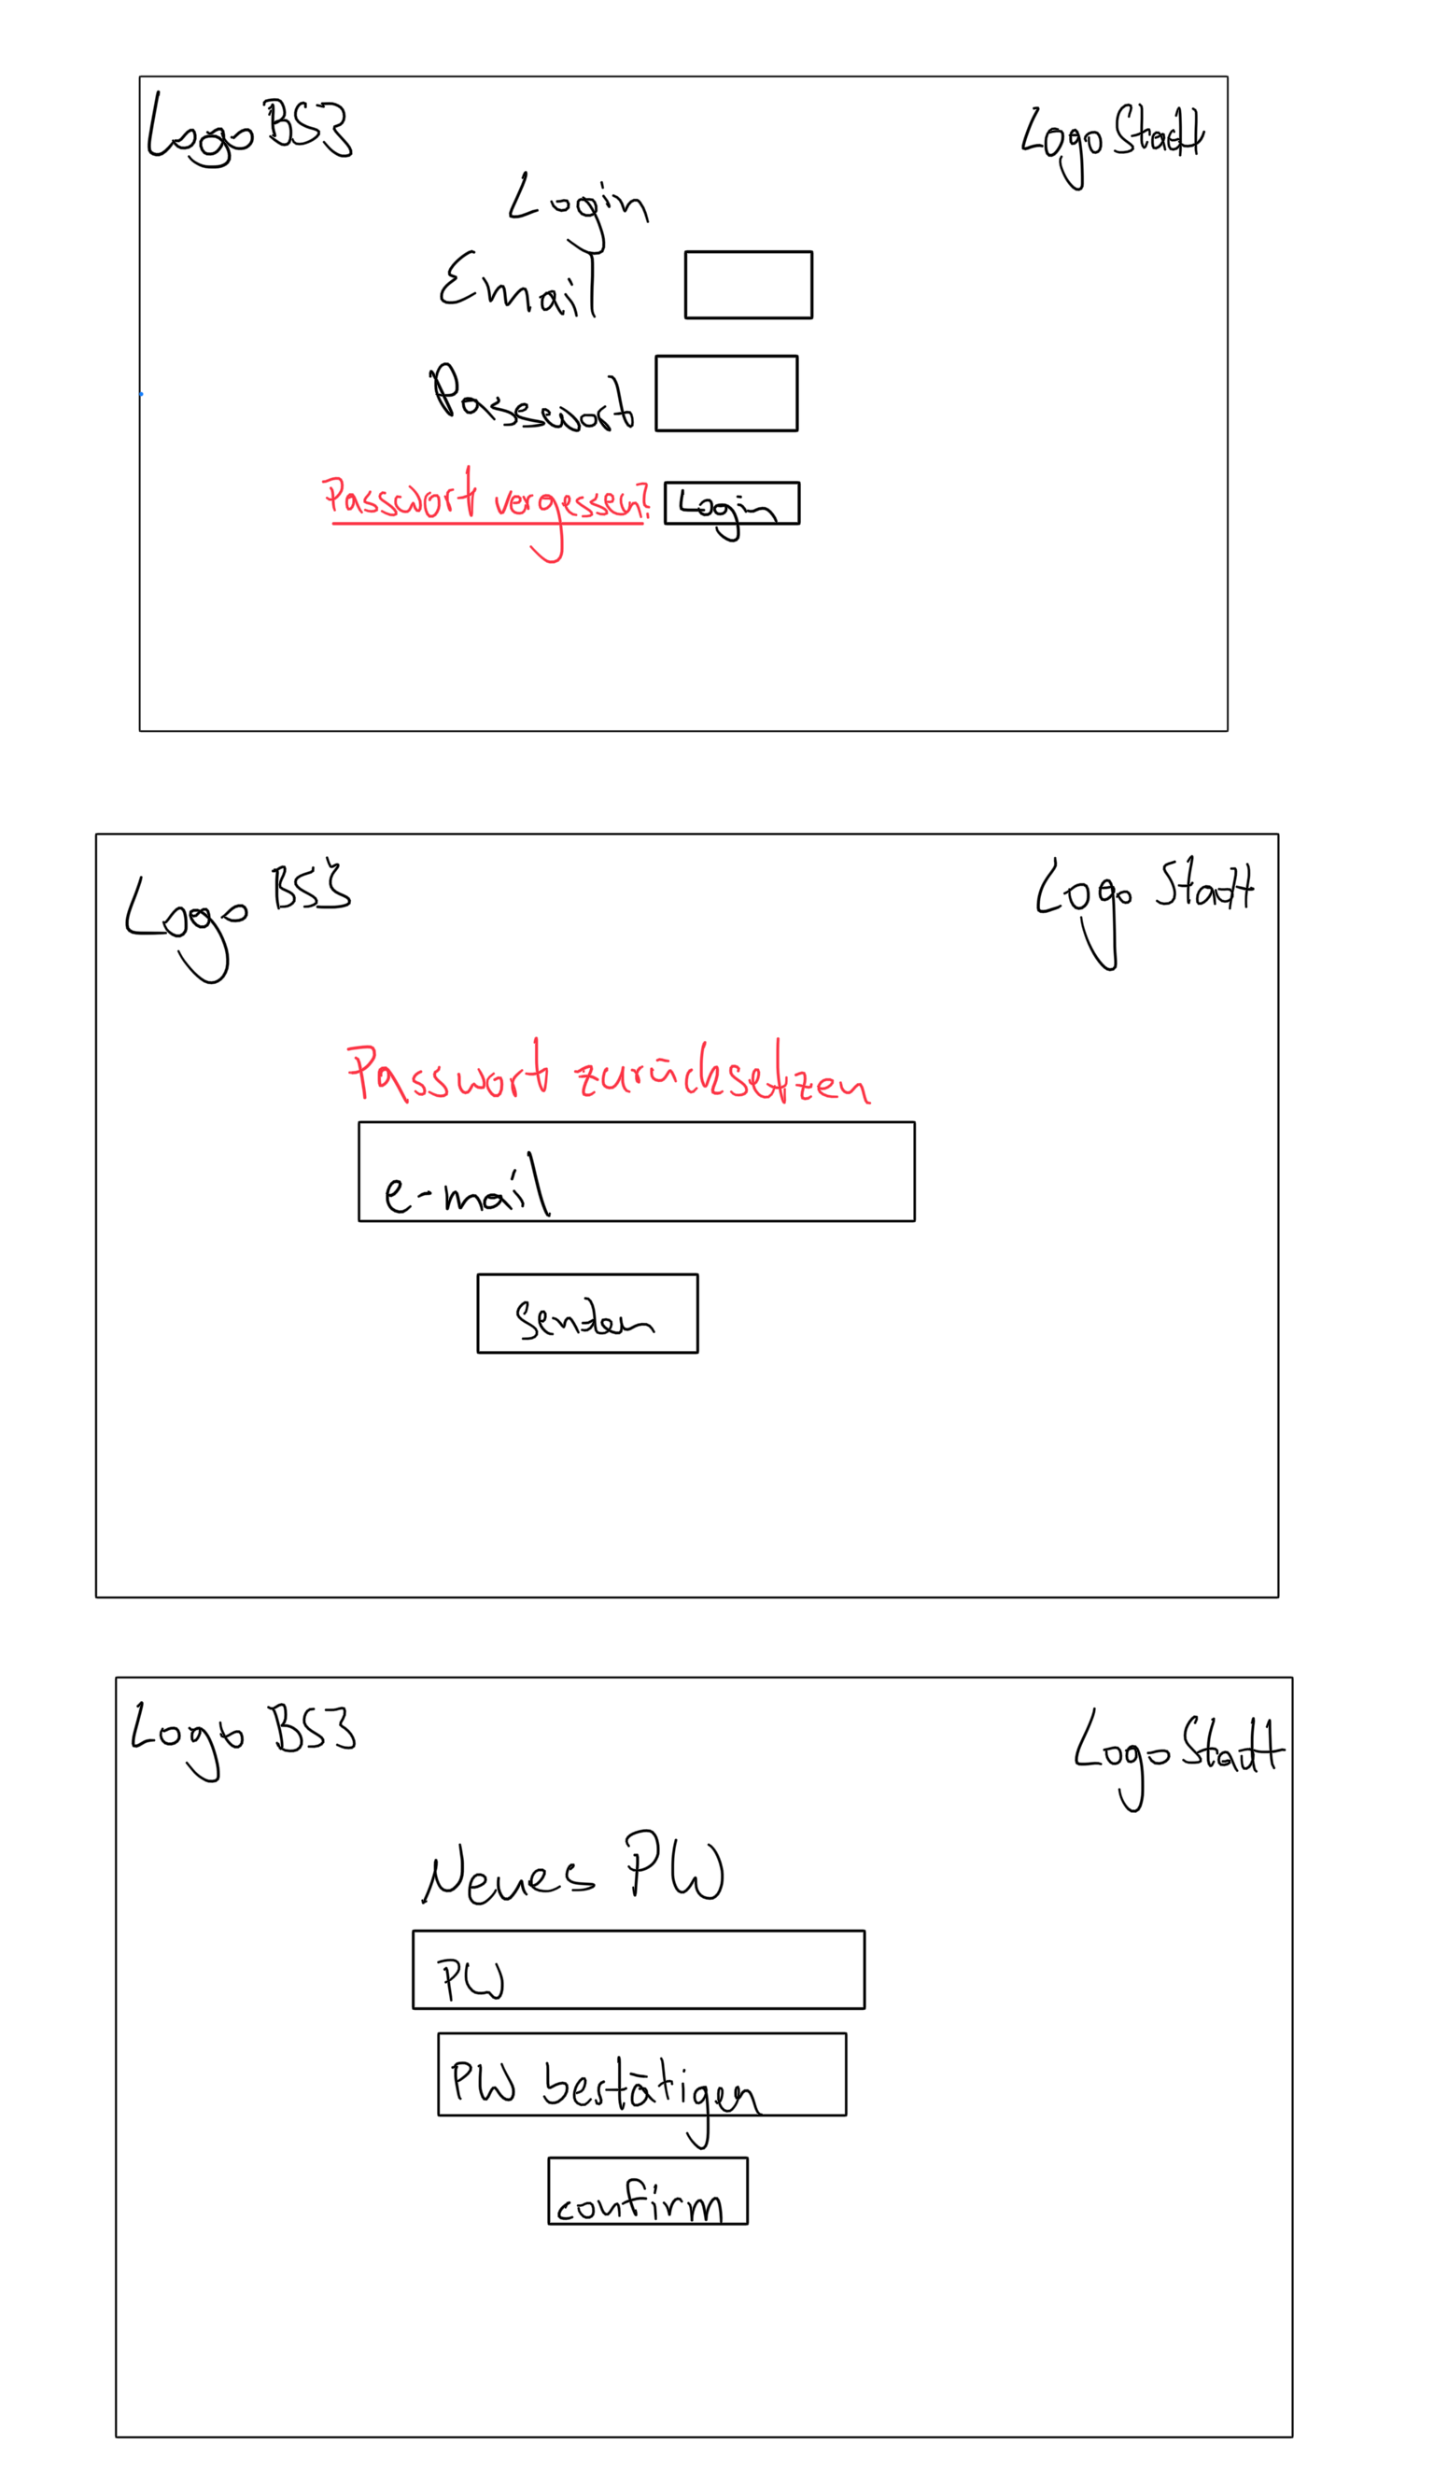 Logo BS3
Logo Stadt
Login
Email
Passwort
Passwort vergessen?
Login
Logo BS3
Logo Stadt
Passwort zurücksetzen
e-mail
Senden
Logo BS3
Logo Stadt
Neues PW
PW
PW bestätigen
confirm